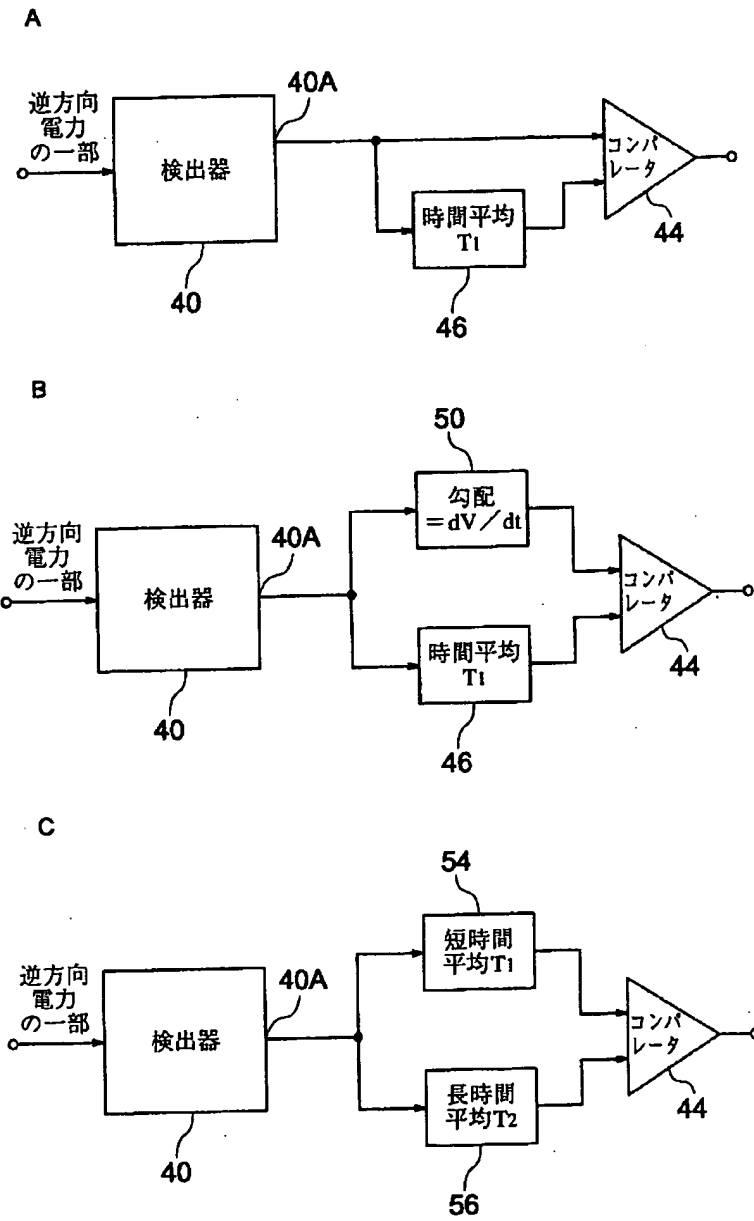 A
逆方向
電力
の一部
検出器
40A
コンパ
レータ
時間平均
T1
40
46
44
B
50
勾配
=dV/dt
逆方向
電力
の一部
検出器
40A
コンパ
レータ
時間平均
T1
40
46
44
C
54
短時間
平均T1
逆方向
電力
の一部
検出器
40A
コンパ
レータ
長時間
平均T2
40
56
44